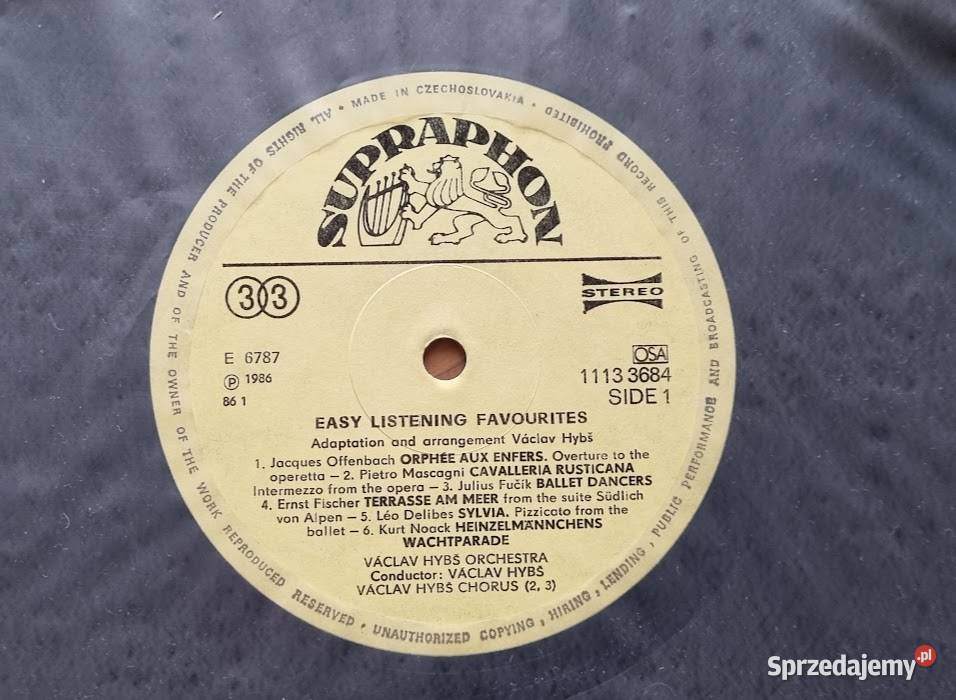 ALL RIGHTS OF THE PRODUCER AND OF THE OWNER OF THE WORK REPRODUCED RESERVED • UNAUTHORIZED COPYING, HIRING, LENDING, PUBLIC PERFORMANCE AND BROADCASTING OF THIS RECORD PROHIBITED • MADE IN CZECHOSLOVAKIA •
SUPRAPHON
33
STEREO
E 6787
℗ 1986
86 1
OSA
1113 3684
SIDE 1
EASY LISTENING FAVOURITES
Adaptation and arrangement Václav Hybš
1. Jacques Offenbach ORPHÉE AUX ENFERS. Overture to the
operetta — 2. Pietro Mascagni CAVALLERIA RUSTICANA
Intermezzo from the opera — 3. Julius Fučík BALLET DANCERS
4. Ernst Fischer TERRASSE AM MEER from the suite Südlich
von Alpen — 5. Léo Delibes SYLVIA. Pizzicato from the
ballet — 6. Kurt Noack HEINZELMÄNNCHENS
WACHTPARADE
VÁCLAV HYBŠ ORCHESTRA
Conductor: VÁCLAV HYBŠ
VÁCLAV HYBŠ CHORUS (2, 3)
Sprzedajemy.pl